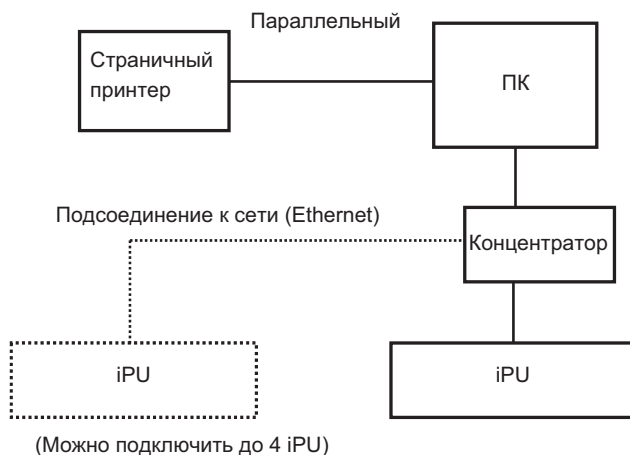 Параллельный
Страничный
принтер
ПК
Подсоединение к сети (Ethernet)
Концентратор
iPU
iPU
(Можно подключить до 4 iPU)